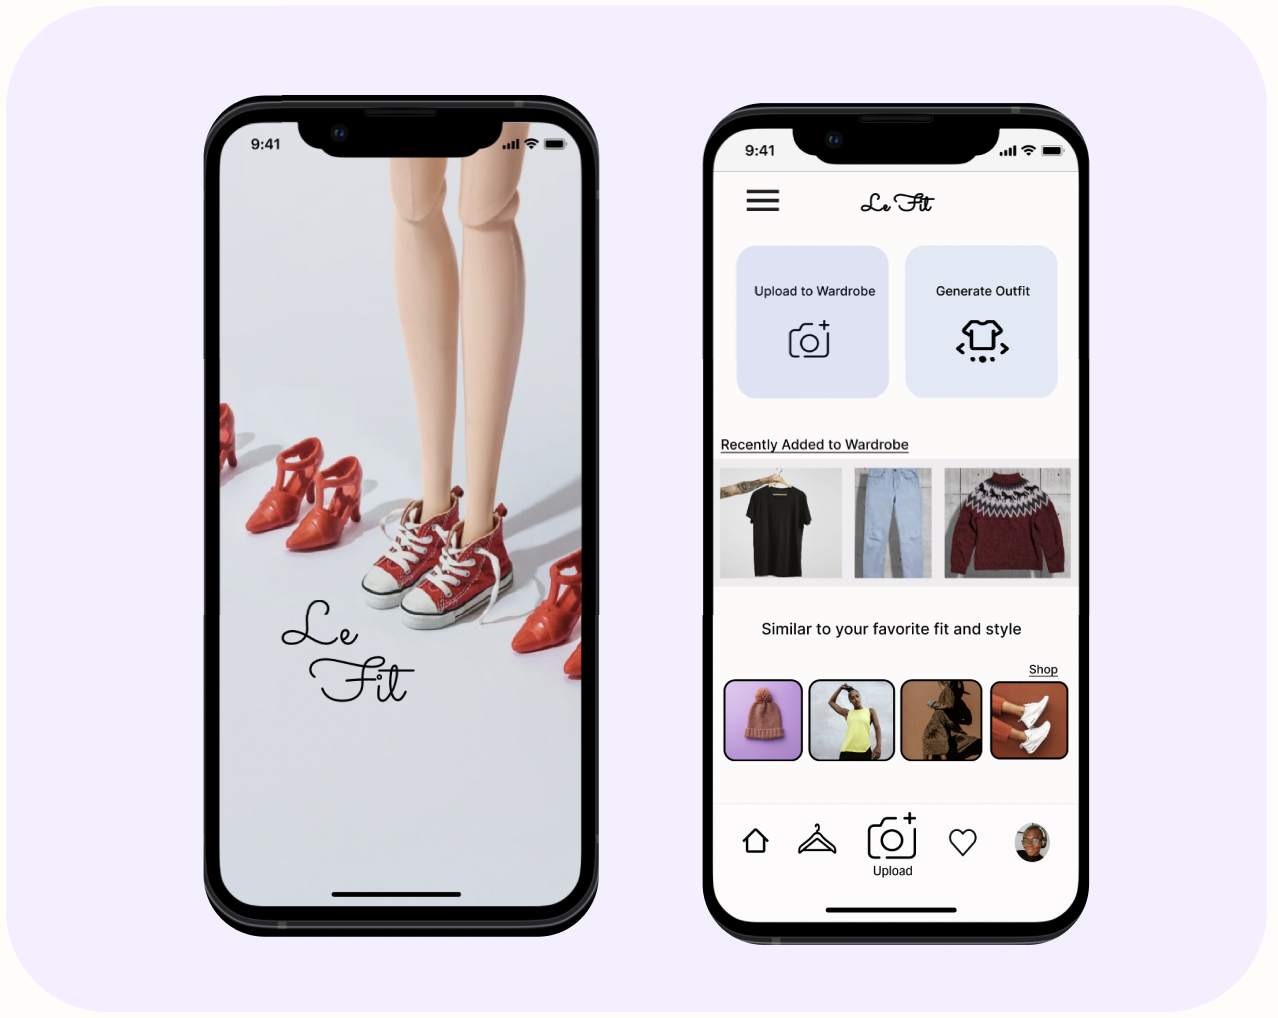 9:41
Le
Fit
9:41
Le Fit
Upload to Wardrobe
Generate Outfit
Recently Added to Wardrobe
Similar to your favorite fit and style
Shop
Upload